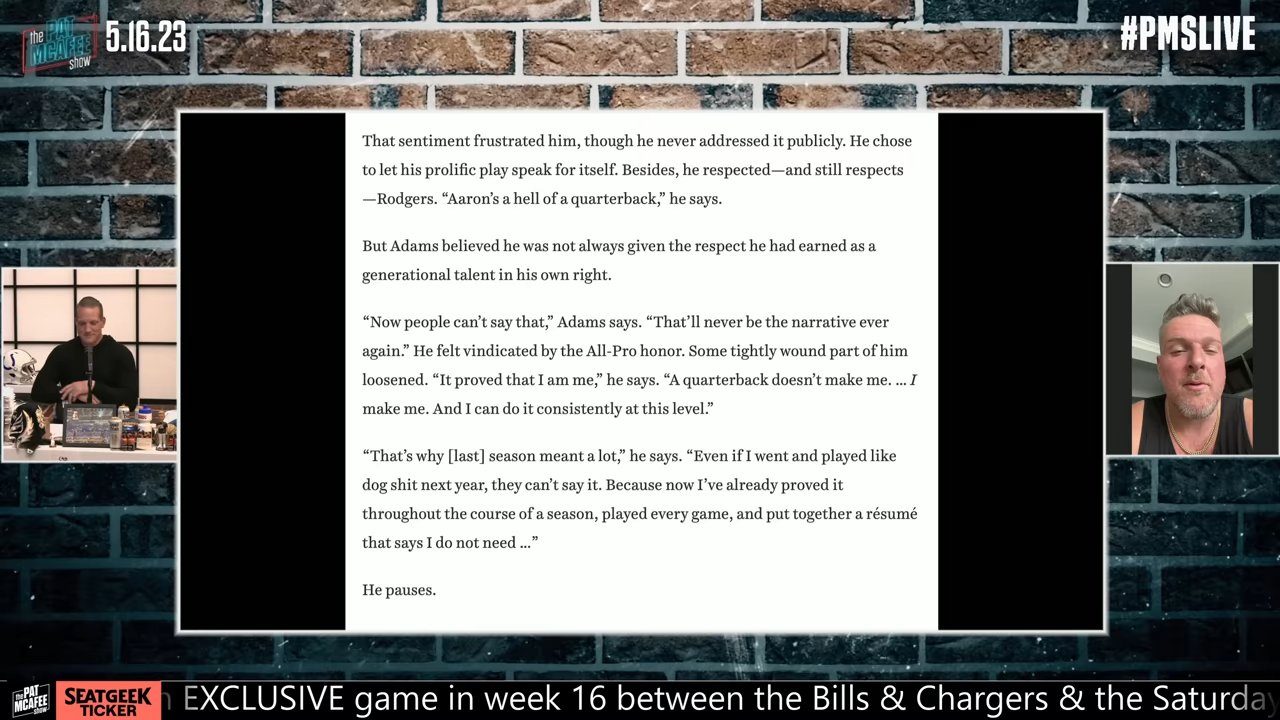 the PAT MCAFEE show
5.16.23
#PMSLIVE
That sentiment frustrated him, though he never addressed it publicly. He chose
to let his prolific play speak for itself. Besides, he respected—and still respects
—Rodgers. “Aaron’s a hell of a quarterback,” he says.
But Adams believed he was not always given the respect he had earned as a
generational talent in his own right.
“Now people can’t say that,” Adams says. “That’ll never be the narrative ever
again.” He felt vindicated by the All-Pro honor. Some tightly wound part of him
loosened. “It proved that I am me,” he says. “A quarterback doesn’t make me. ... I
make me. And I can do it consistently at this level.”
“That’s why [last] season meant a lot,” he says. “Even if I went and played like
dog shit next year, they can’t say it. Because now I’ve already proved it
throughout the course of a season, played every game, and put together a résumé
that says I do not need ...”
He pauses.
the PAT MCAFEE show
SEATGEEK
TICKER
EXCLUSIVE game in week 16 between the Bills & Chargers & the Saturday